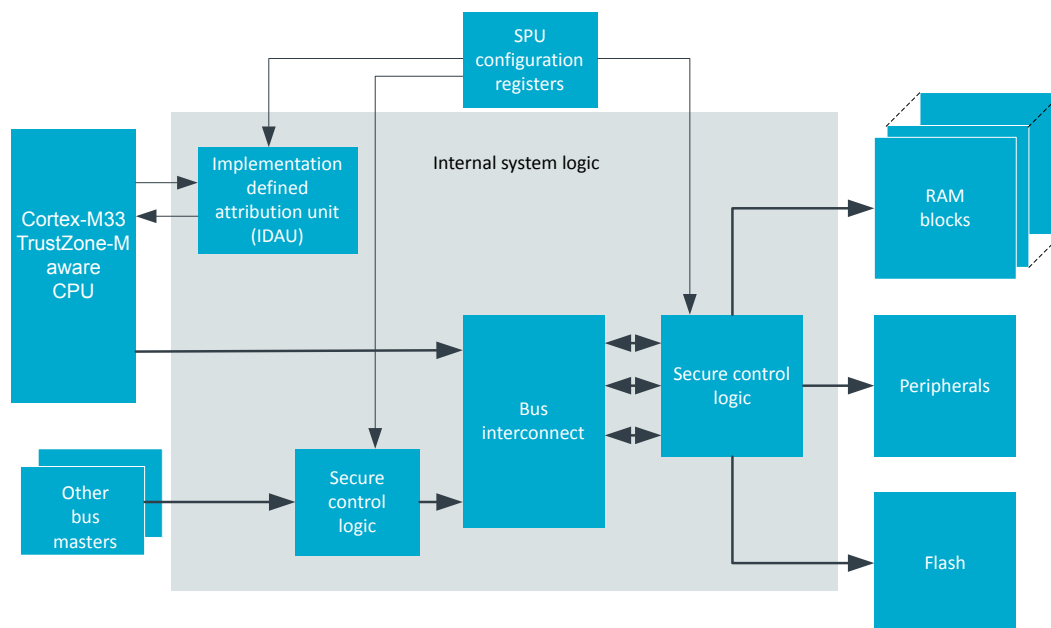 SPU
configuration
registers
Internal system logic
Implementation
defined
attribution unit
(IDAU)
Cortex-M33
TrustZone-M
aware
CPU
RAM
blocks
Bus
interconnect
Secure control
logic
Peripherals
Other
bus
masters
Secure
control
logic
Flash